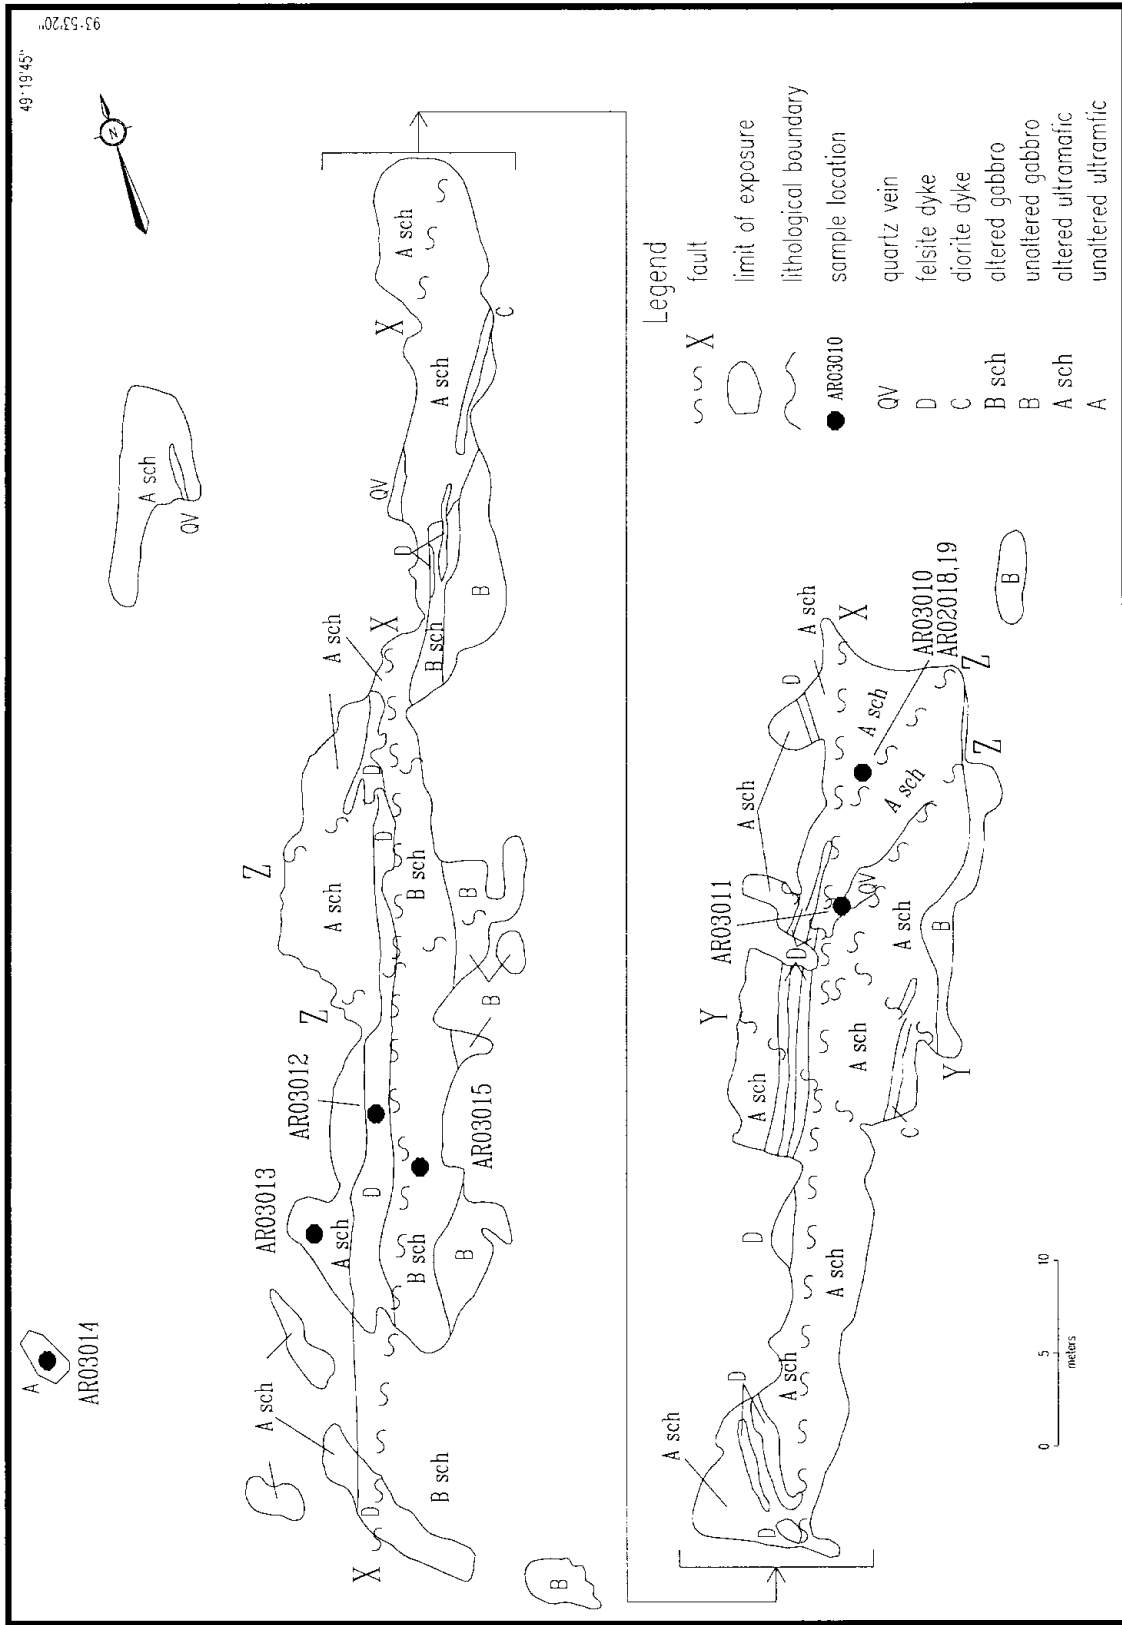 49°19'45"
93°53'20"
N
A sch
QV
A sch
X
A sch
C
QV
D
B
B sch
X
A sch
D
Z
A sch
D
B sch
B
B
Z
AR03012
AR03015
AR03013
A sch
D
B sch
B
A sch
A sch
D
X
B sch
B
A
AR03014
Legend
X fault
limit of exposure
lithological boundary
AR03010 sample location
QV quartz vein
D felsite dyke
C diorite dyke
B sch altered gabbro
B unaltered gabbro
A sch altered ultramafic
A unaltered ultramfic
A sch
X
D
A sch
AR03010
AR02018,19
Z
B
Z
A sch
A sch
AR03011
QV
D
A sch
B
Y
A sch
A sch
Y
C
D
A sch
D
A sch
A sch
D
0 5 10
meters